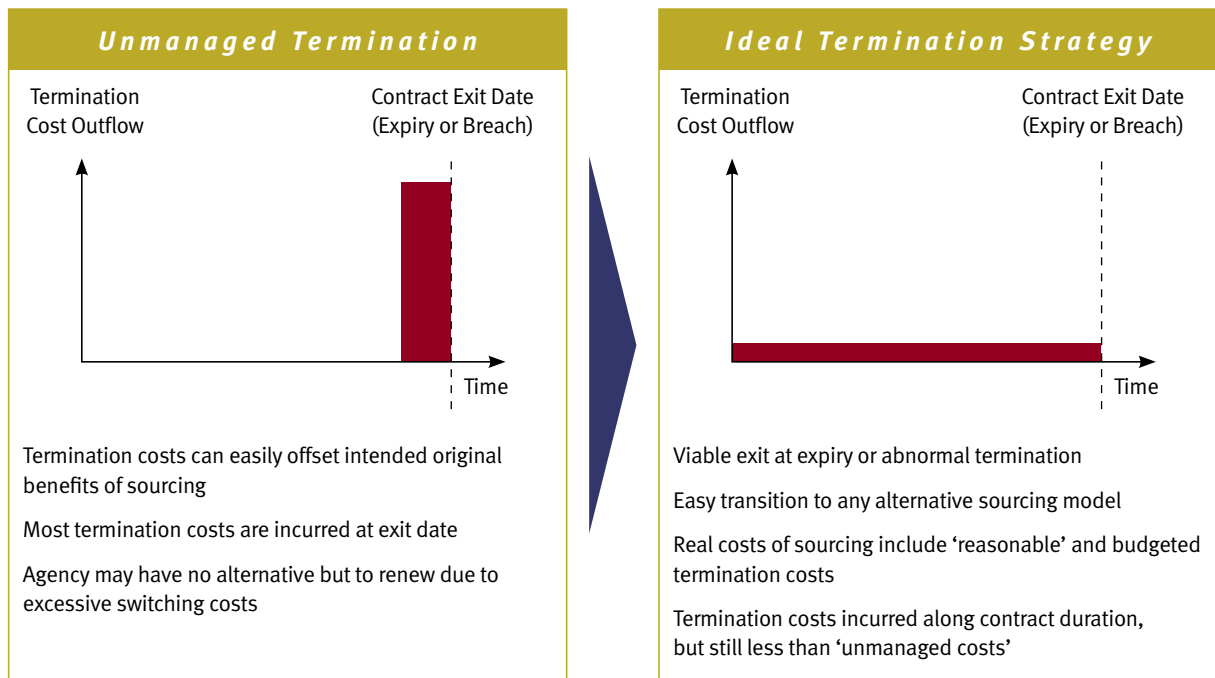 Unmanaged Termination
Termination
Cost Outflow
Contract Exit Date
(Expiry or Breach)
Time
Termination costs can easily offset intended original
benefits of sourcing
Most termination costs are incurred at exit date
Agency may have no alternative but to renew due to
excessive switching costs
Ideal Termination Strategy
Termination
Cost Outflow
Contract Exit Date
(Expiry or Breach)
Time
Viable exit at expiry or abnormal termination
Easy transition to any alternative sourcing model
Real costs of sourcing include ‘reasonable’ and budgeted
termination costs
Termination costs incurred along contract duration,
but still less than ‘unmanaged costs’